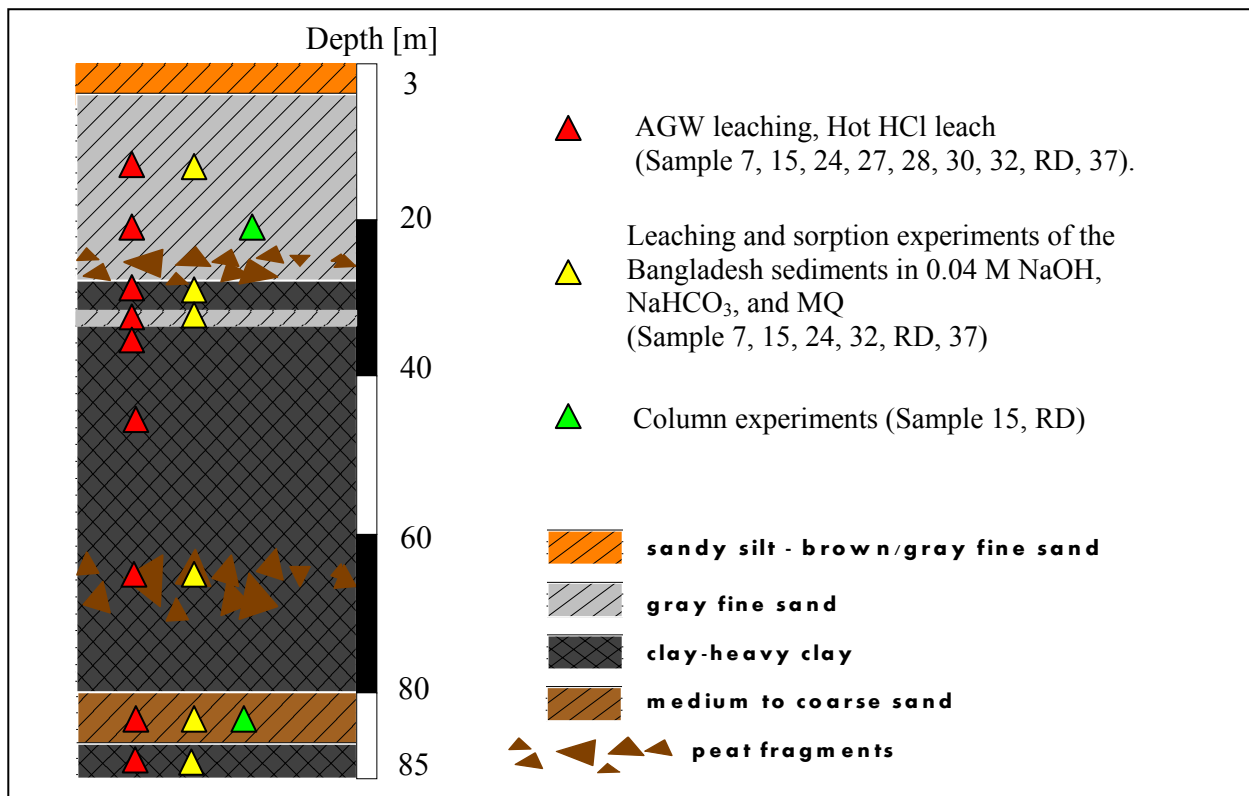 Depth [m]
3
20
40
60
80
85
AGW leaching, Hot HCl leach
(Sample 7, 15, 24, 27, 28, 30, 32, RD, 37).
Leaching and sorption experiments of the
Bangladesh sediments in 0.04 M NaOH,
NaHCO₃, and MQ
(Sample 7, 15, 24, 32, RD, 37)
Column experiments (Sample 15, RD)
sandy silt - brown/gray fine sand
gray fine sand
clay-heavy clay
medium to coarse sand
peat fragments